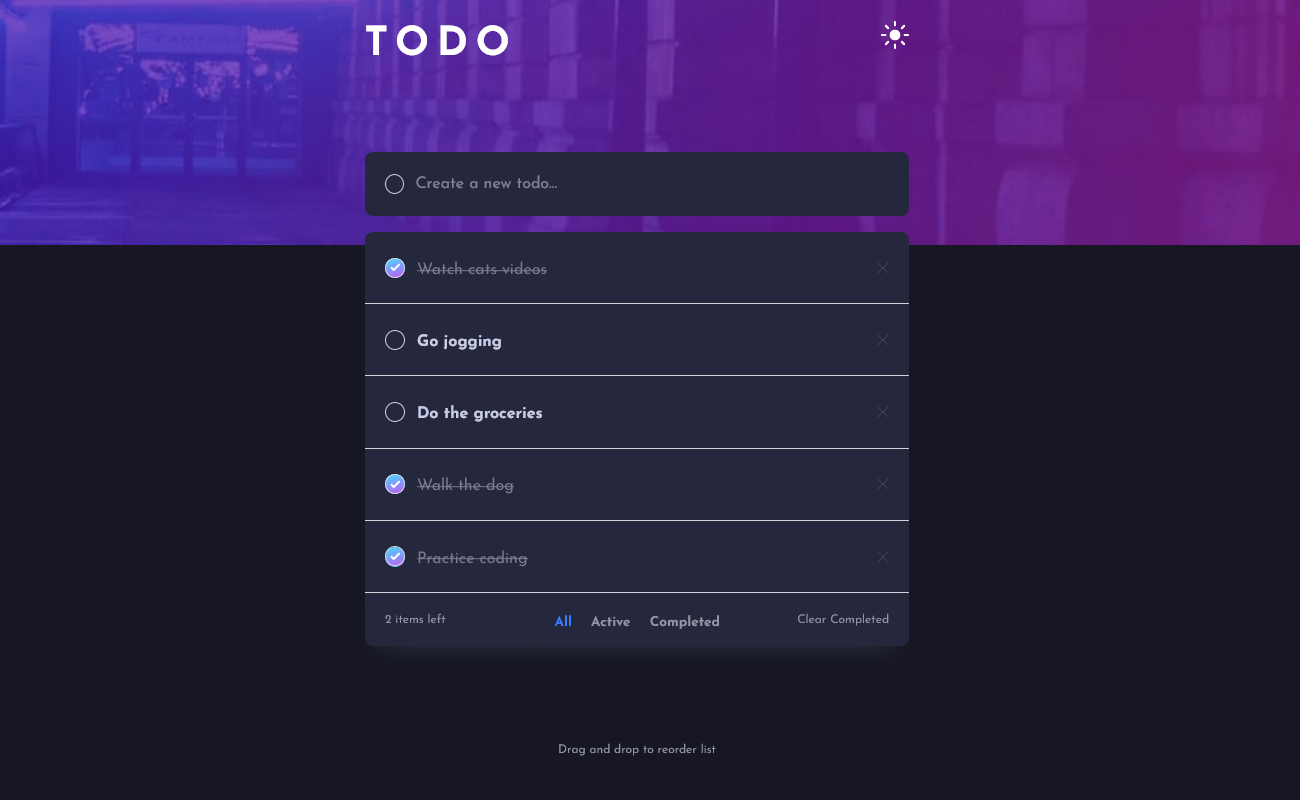 TODO
Create a new todo...
Watch cats videos
Go jogging
Do the groceries
Walk the dog
Practice coding
2 items left All Active Completed Clear Completed
Drag and drop to reorder list